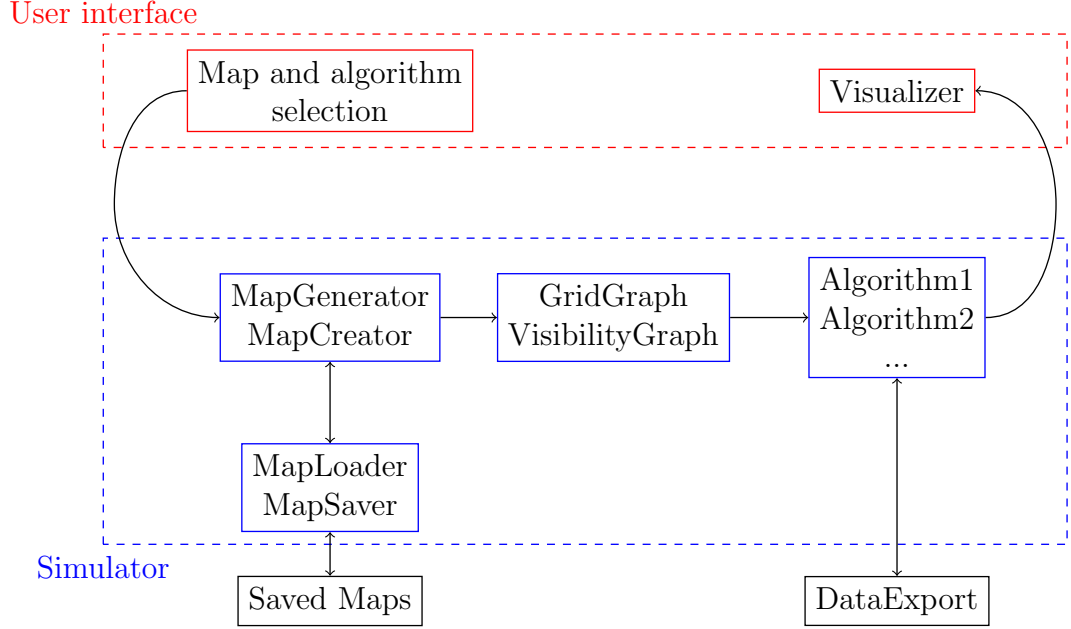 User interface
Map and algorithm
selection
Visualizer
MapGenerator
MapCreator
GridGraph
VisibilityGraph
Algorithm1
Algorithm2
...
MapLoader
MapSaver
Simulator
Saved Maps
DataExport